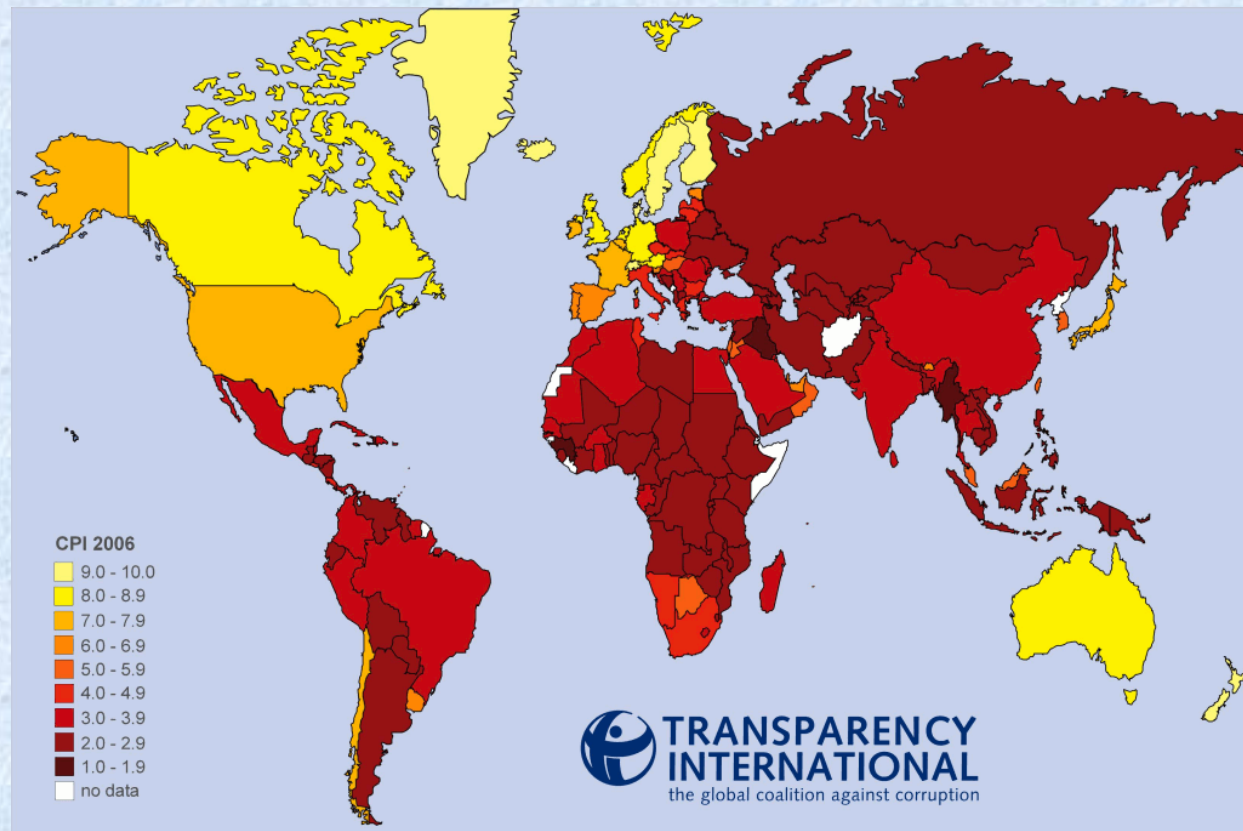 CPI 2006
9.0 - 10.0
8.0 - 8.9
7.0 - 7.9
6.0 - 6.9
5.0 - 5.9
4.0 - 4.9
3.0 - 3.9
2.0 - 2.9
1.0 - 1.9
no data
TRANSPARENCY
INTERNATIONAL
the global coalition against corruption